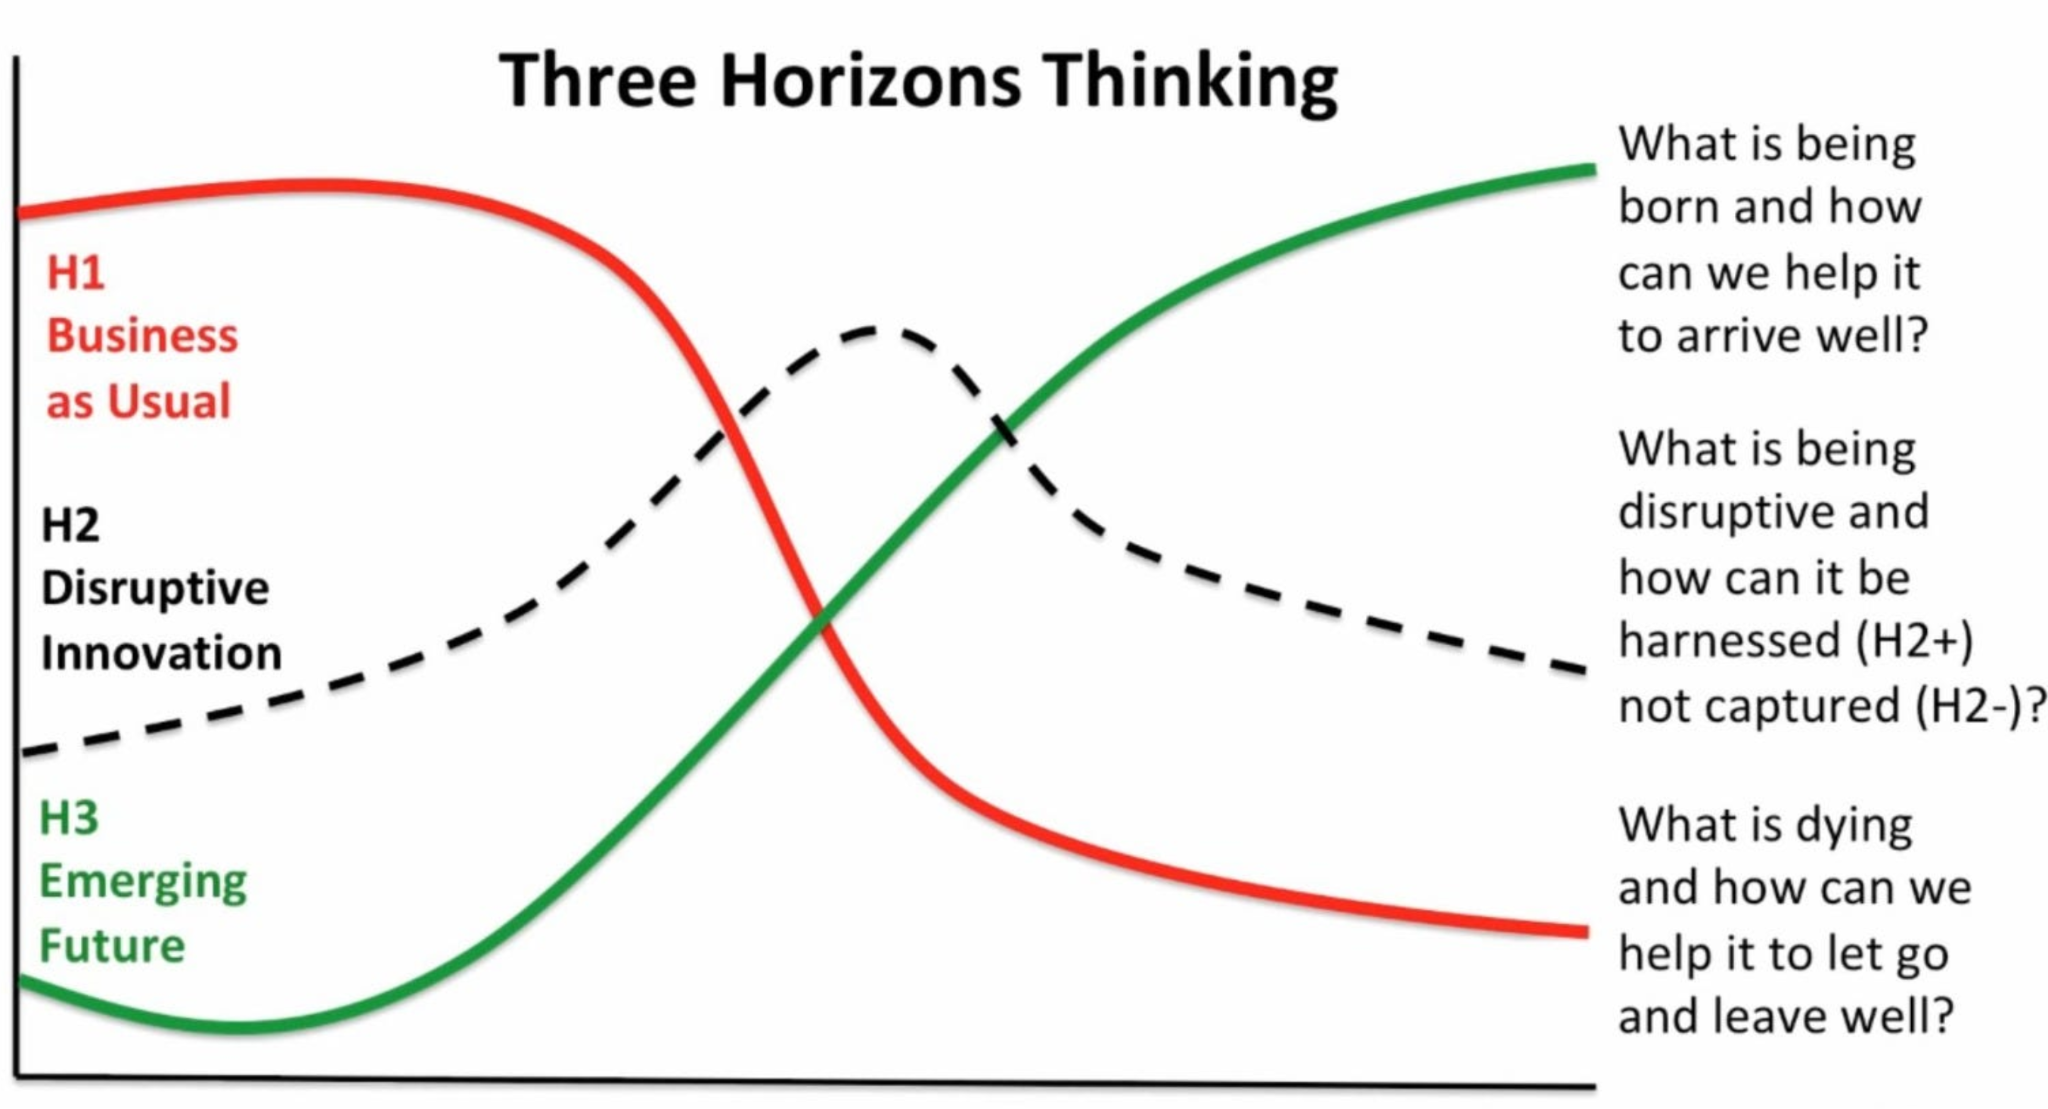 Three Horizons Thinking
H1
Business
as Usual
H2
Disruptive
Innovation
H3
Emerging
Future
What is being
born and how
can we help it
to arrive well?
What is being
disruptive and
how can it be
harnessed (H2+)
not captured (H2-)?
What is dying
and how can we
help it to let go
and leave well?